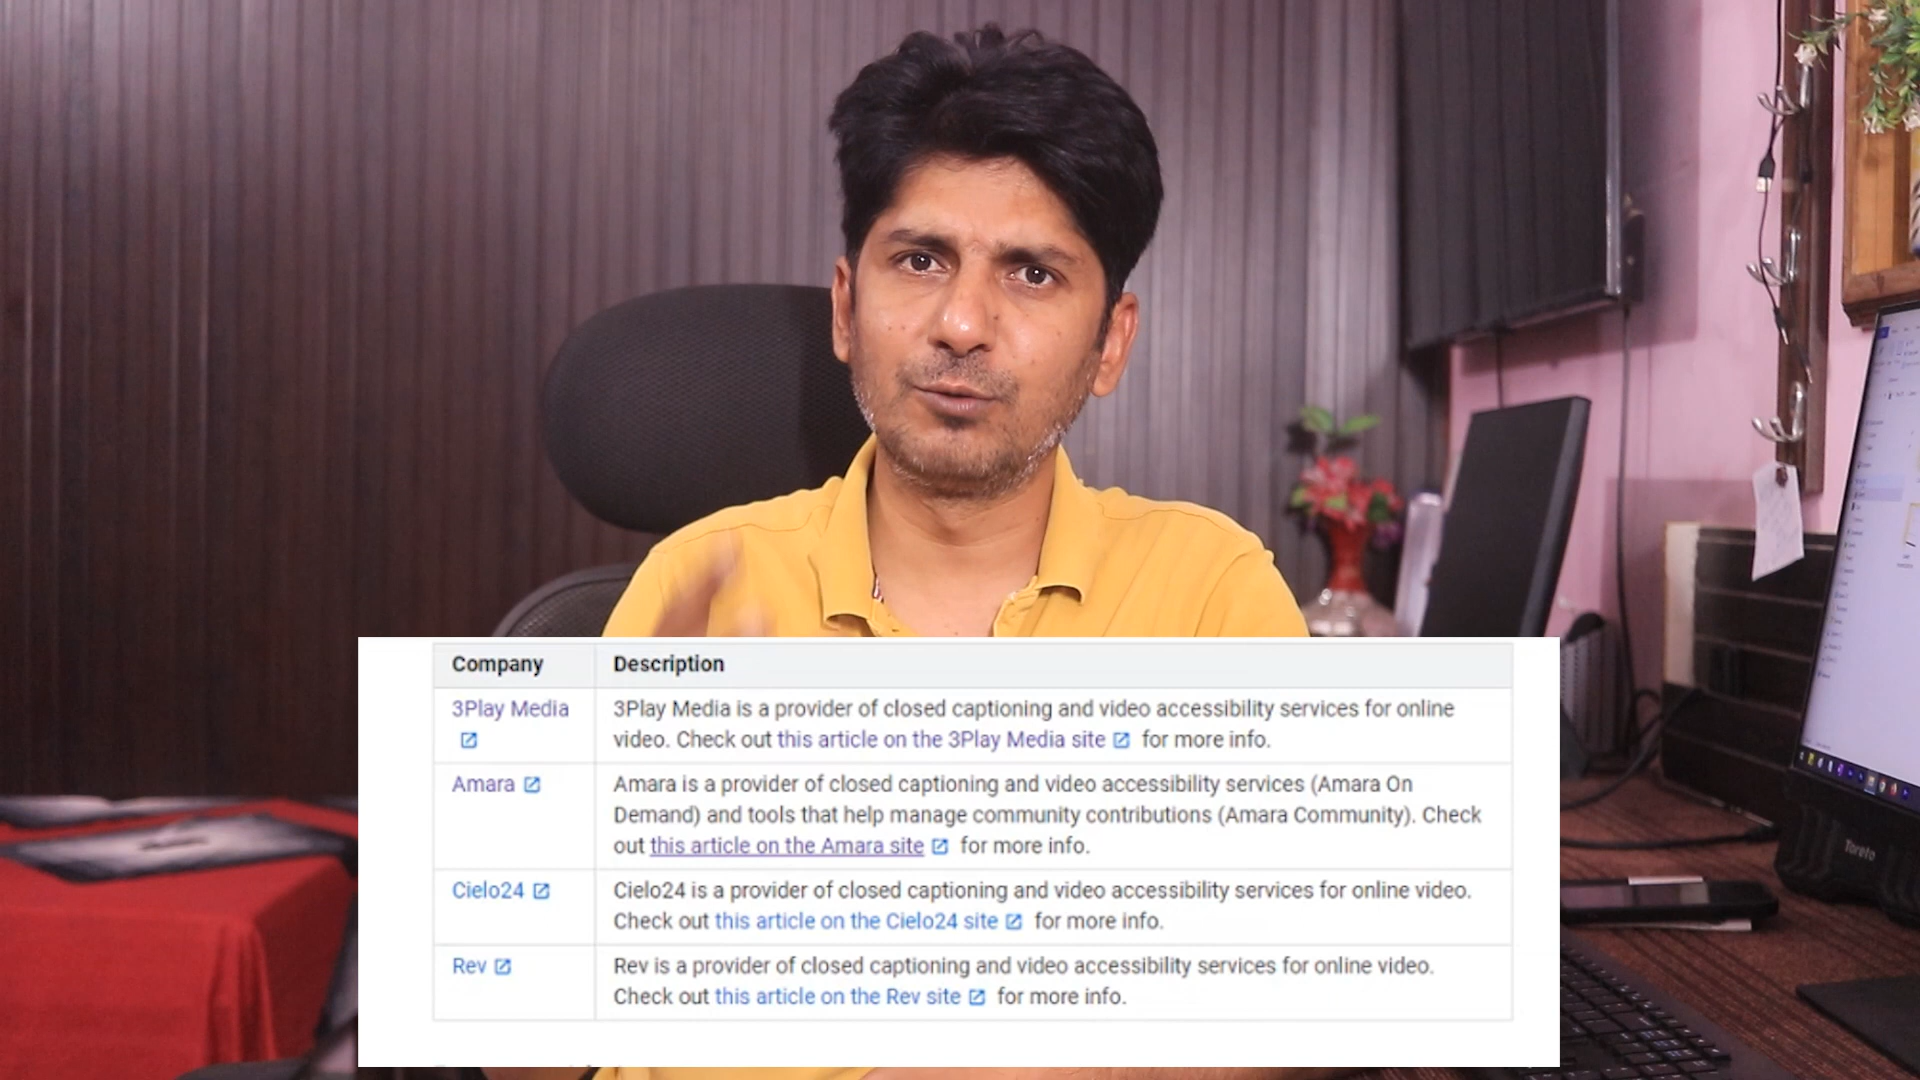 Company Description
3Play Media
3Play Media is a provider of closed captioning and video accessibility services for online
video. Check out this article on the 3Play Media site for more info.
Amara
Amara is a provider of closed captioning and video accessibility services (Amara On
Demand) and tools that help manage community contributions (Amara Community). Check
out this article on the Amara site for more info.
Cielo24
Cielo24 is a provider of closed captioning and video accessibility services for online video.
Check out this article on the Cielo24 site for more info.
Rev
Rev is a provider of closed captioning and video accessibility services for online video.
Check out this article on the Rev site for more info.
Toreto